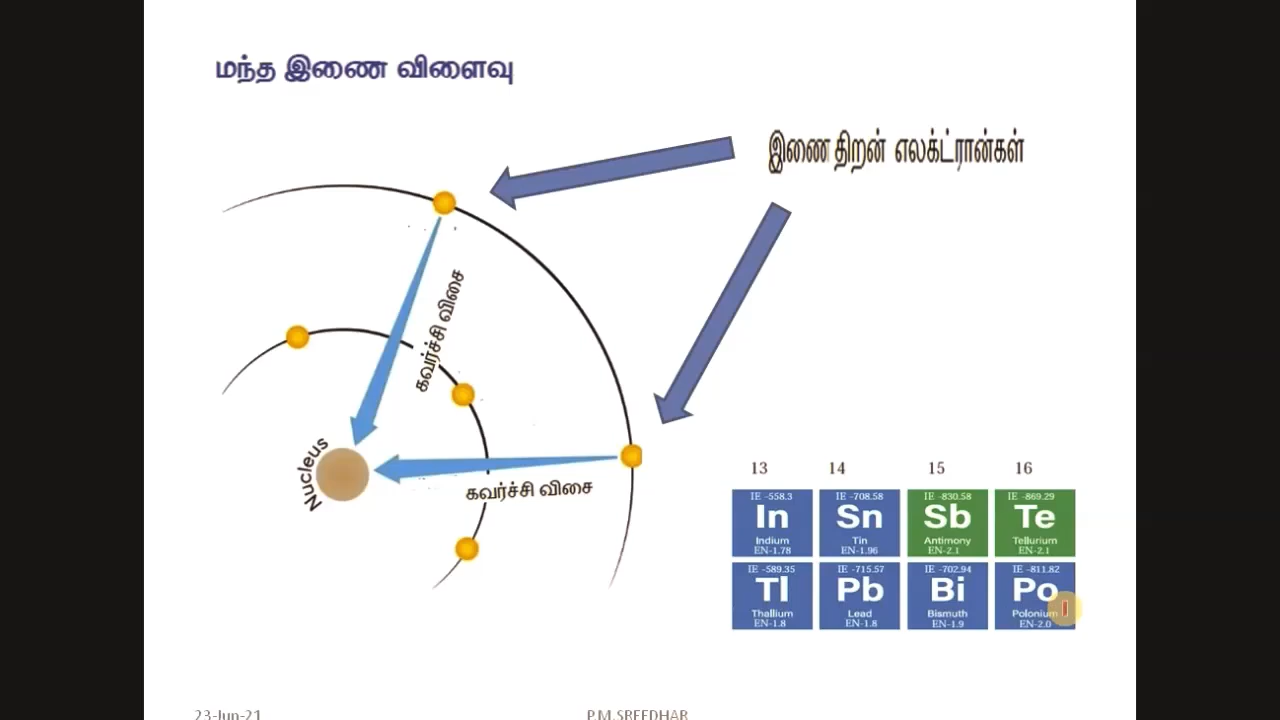 மந்த இணை விளைவு
இணை திறன் எலக்ட்ரான்கள்
கவர்ச்சி விசை
Nucleus
கவர்ச்சி விசை
13 14 15 16
IE -558.3 IE -708.58 IE -830.58 IE -869.29
In Sn Sb Te
Indium Tin Antimony Tellurium
EN-1.78 EN-1.96 EN-2.1 EN-2.1
IE -589.35 IE -715.57 IE -702.94 IE -811.82
Tl Pb Bi Po
Thallium Lead Bismuth Polonium
EN-1.8 EN-1.8 EN-1.9 EN-2.0
23-Jun-21 P.M.SREEDHAR